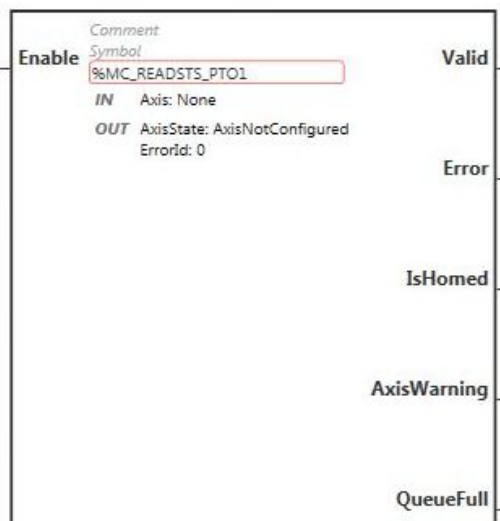 Comment
Enable
Symbol
Valid
%MC_READSTS_PTO1
IN Axis: None
OUT AxisState: AxisNotConfigured
ErrorId: 0
Error
IsHomed
AxisWarning
QueueFull